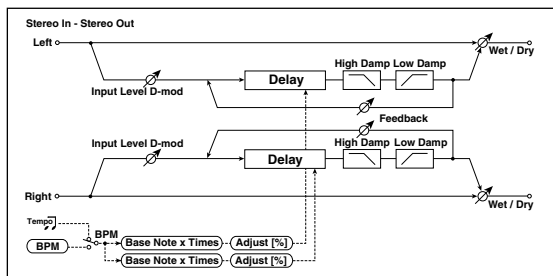 Stereo In - Stereo Out
Left
Wet / Dry
High Damp Low Damp
Input Level D-mod
Delay
Feedback
Input Level D-mod
High Damp Low Damp
Delay
Right
Wet / Dry
Tempo
BPM
BPM
Base Note x Times Adjust [%]
Base Note x Times Adjust [%]